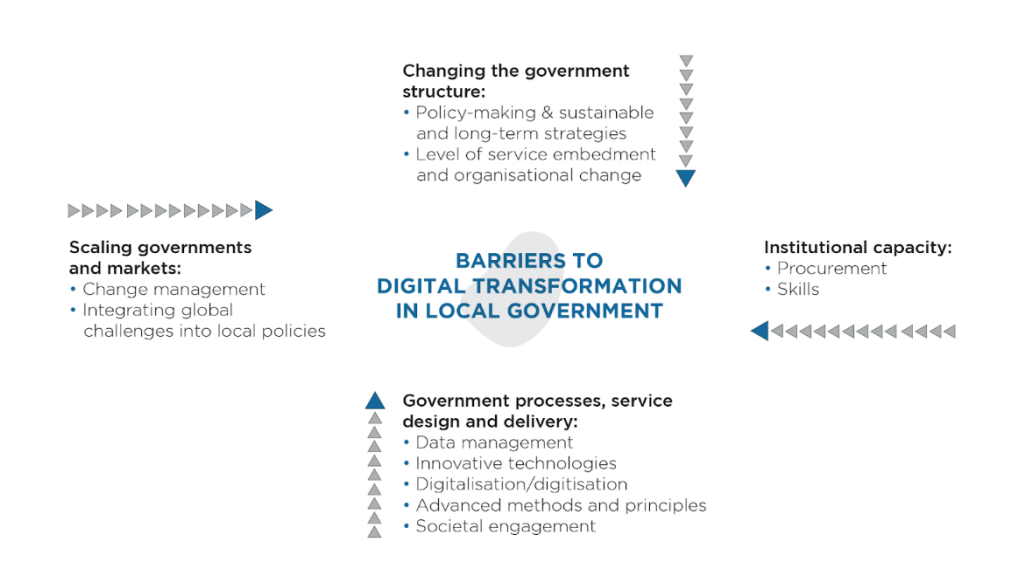 Changing the government
structure:
• Policy-making & sustainable
and long-term strategies
• Level of service embedment
and organisational change
Scaling governments
and markets:
• Change management
• Integrating global
challenges into local policies
BARRIERS TO
DIGITAL TRANSFORMATION
IN LOCAL GOVERNMENT
Institutional capacity:
• Procurement
• Skills
Government processes, service
design and delivery:
• Data management
• Innovative technologies
• Digitalisation/digitisation
• Advanced methods and principles
• Societal engagement